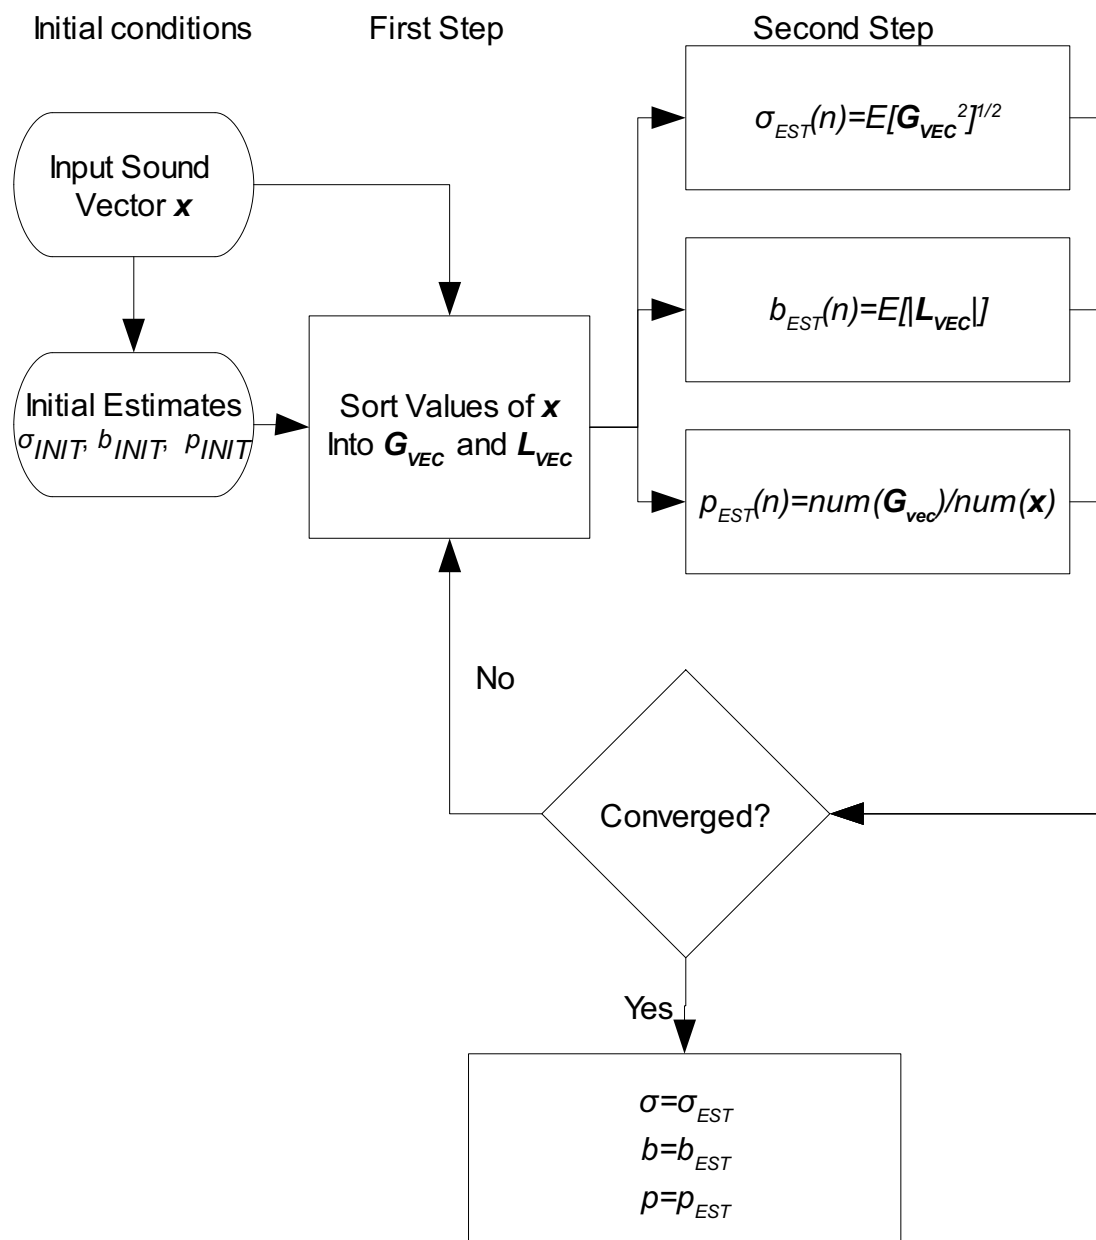 Initial conditions
First Step
Second Step
Input Sound
Vector x
Initial Estimates
σINIT, bINIT, pINIT
Sort Values of x
Into GVEC and LVEC
σEST(n)=E[GVEC²]^1/2
bEST(n)=E[|LVEC|]
pEST(n)=num(Gvec)/num(x)
No
Converged?
Yes
σ=σEST
b=bEST
p=pEST